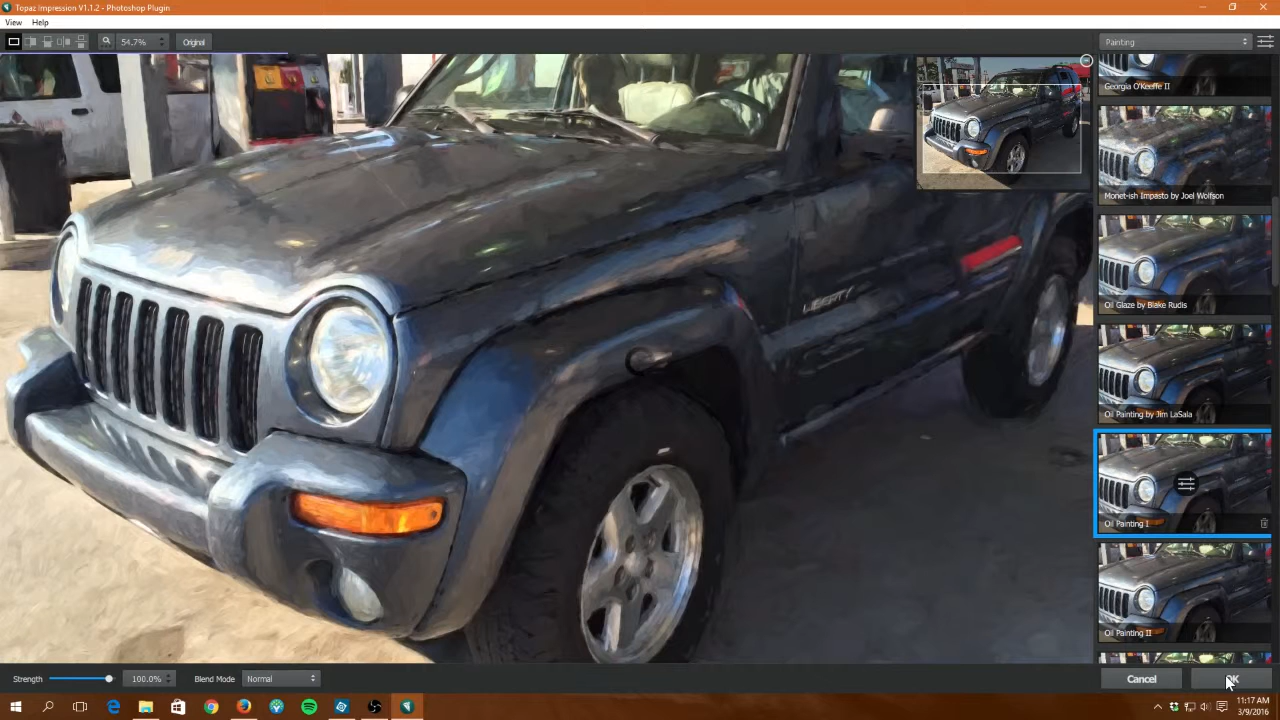 Topaz Impression V1.1.2 - Photoshop Plugin
View Help
54.7% Original
Painting
Georgia O'Keeffe II
Monet-ish Impasto by Joel Wolfson
Oil Glaze by Blake Rudis
LIBERTY
Oil Painting by Jim LaSala
Oil Painting I
Oil Painting II
Strength 100.0% Blend Mode Normal
Cancel OK
11:17 AM
3/9/2016